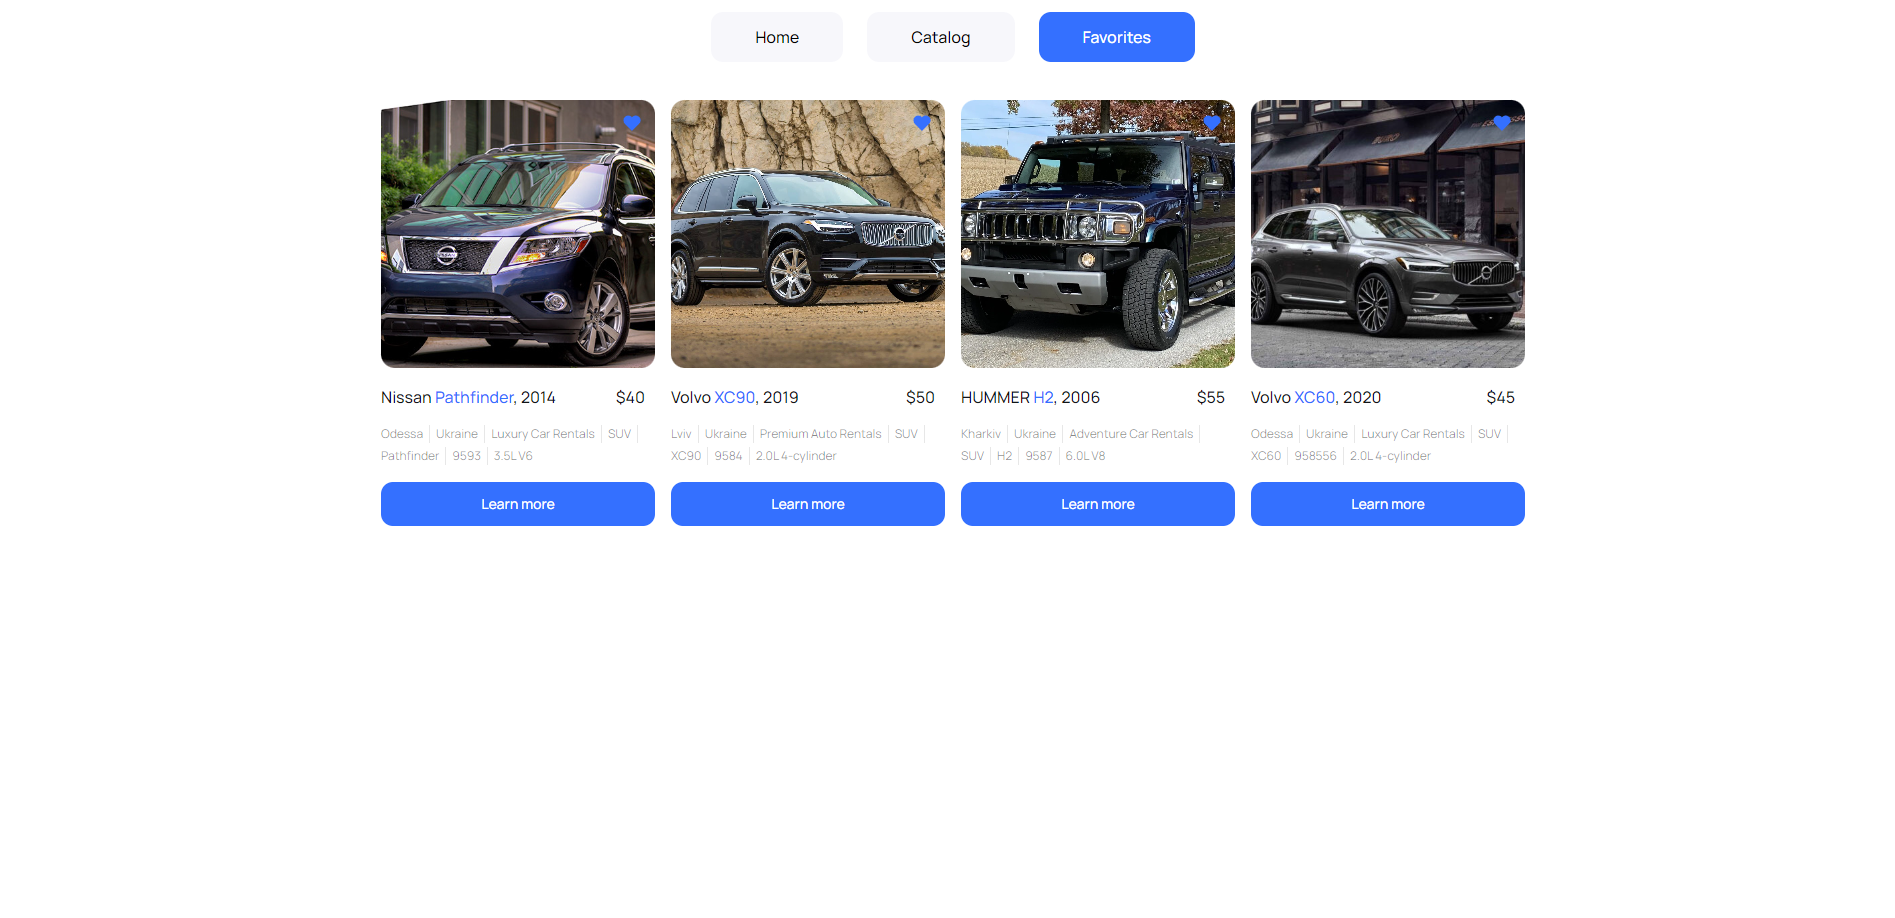 Home Catalog Favorites
Nissan Pathfinder, 2014 $40
Odessa Ukraine Luxury Car Rentals SUV
Pathfinder 9593 3.5L V6
Learn more
Volvo XC90, 2019 $50
Lviv Ukraine Premium Auto Rentals SUV
XC90 9584 2.0L 4-cylinder
Learn more
HUMMER H2, 2006 $55
Kharkiv Ukraine Adventure Car Rentals
SUV H2 9587 6.0L V8
Learn more
Volvo XC60, 2020 $45
Odessa Ukraine Luxury Car Rentals SUV
XC60 958556 2.0L 4-cylinder
Learn more